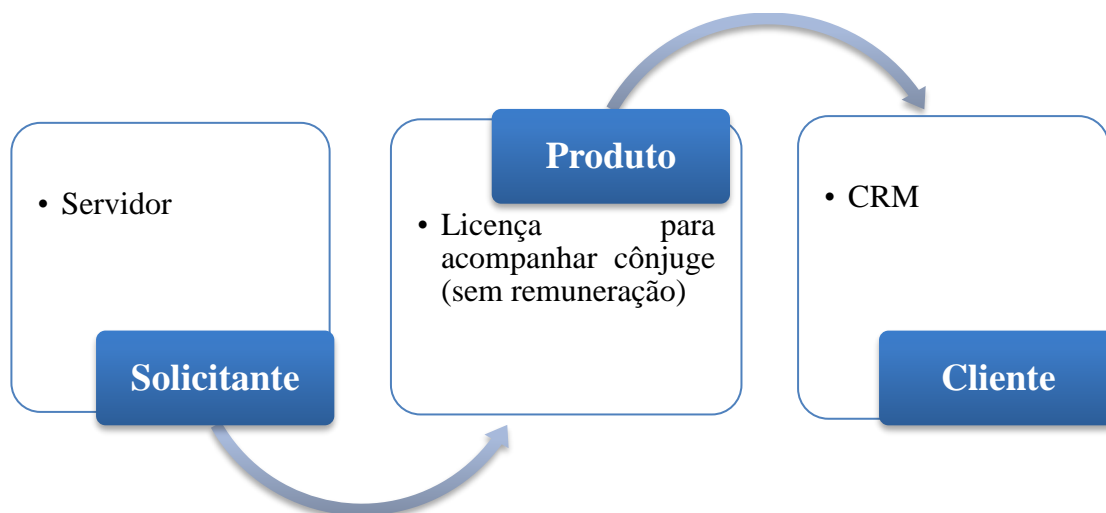 • Servidor
Solicitante
Produto
• Licença para
acompanhar cônjuge
(sem remuneração)
• CRM
Cliente